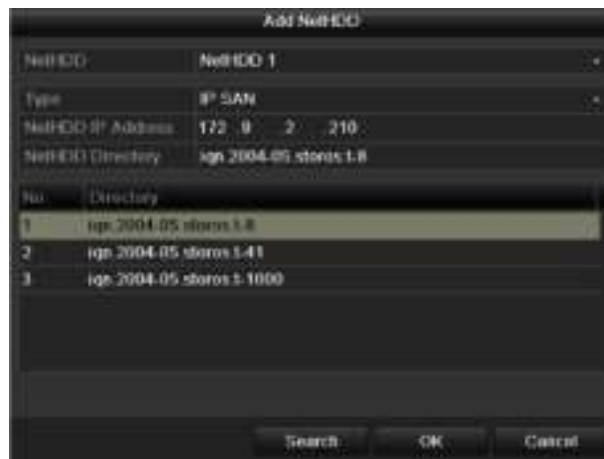 Add NetHDD
NetHDD NetHDD 1
Type IP SAN
NetHDD IP Address 172 .9 .2 .210
NetHDD Directory iqn.2004-05.storos.t-8
No. Directory
1 iqn.2004-05.storos.t-8
2 iqn.2004-05.storos.t-41
3 iqn.2004-05.storos.t-1000
Search OK Cancel